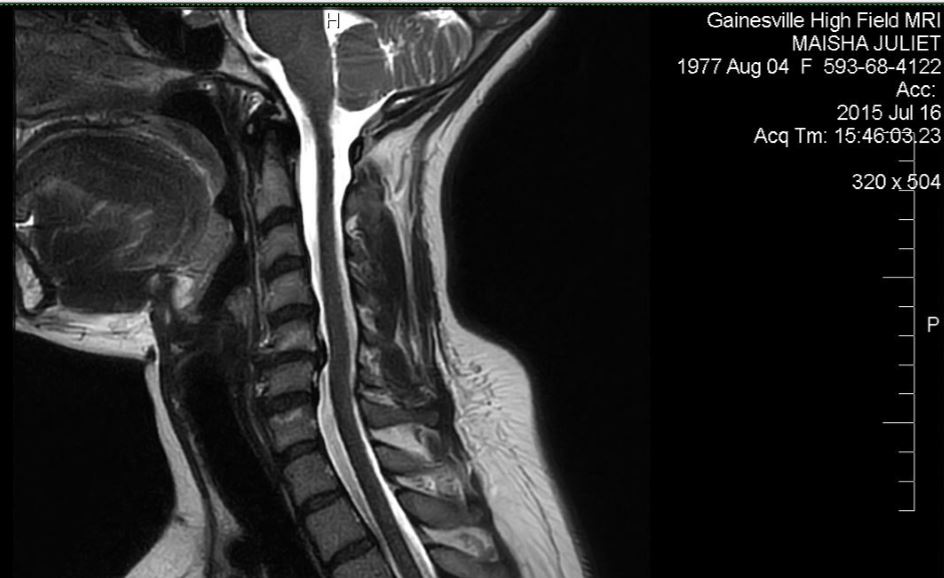 H
Gainesville High Field MRI
MAISHA JULIET
1977 Aug 04 F 593-68-4122
Acc:
2015 Jul 16
Acq Tm: 15:46:03.23
320 x 504
P